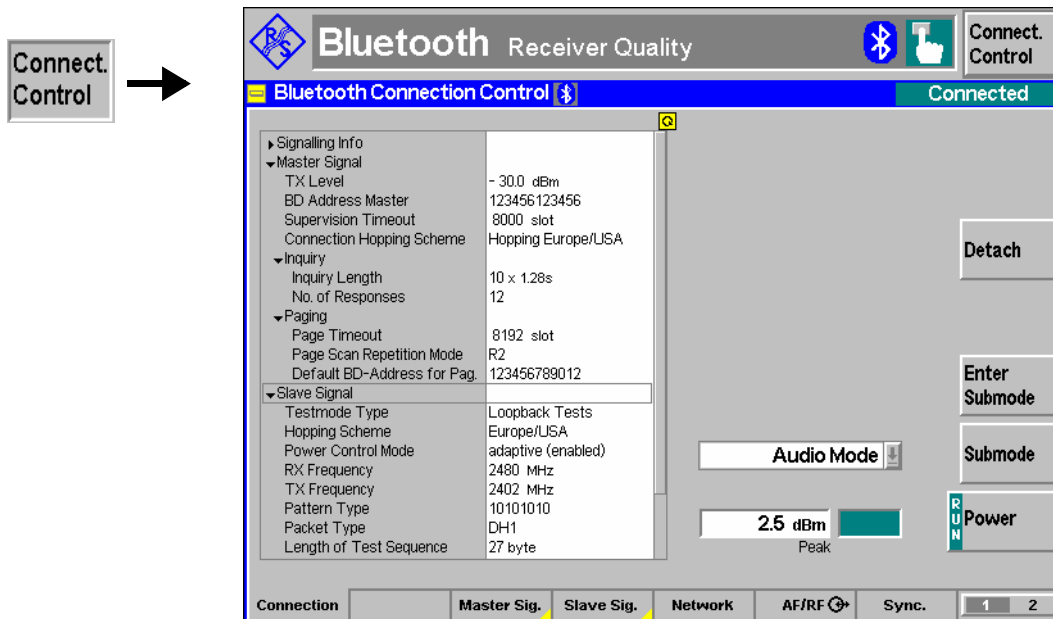 Connect.
Control
R S
Bluetooth Receiver Quality
Connect.
Control
Bluetooth Connection Control
Connected
Signalling Info
Master Signal
TX Level - 30.0 dBm
BD Address Master 123456123456
Supervision Timeout 8000 slot
Connection Hopping Scheme Hopping Europe/USA
Inquiry
Inquiry Length 10 x 1.28s
No. of Responses 12
Paging
Page Timeout 8192 slot
Page Scan Repetition Mode R2
Default BD-Address for Pag. 123456789012
Slave Signal
Testmode Type Loopback Tests
Hopping Scheme Europe/USA
Power Control Mode adaptive (enabled)
RX Frequency 2480 MHz
TX Frequency 2402 MHz
Pattern Type 10101010
Packet Type DH1
Length of Test Sequence 27 byte
Detach
Enter
Submode
Audio Mode
Submode
2.5 dBm
Peak
RUN
Power
Connection Master Sig. Slave Sig. Network AF/RF Sync. 1 2